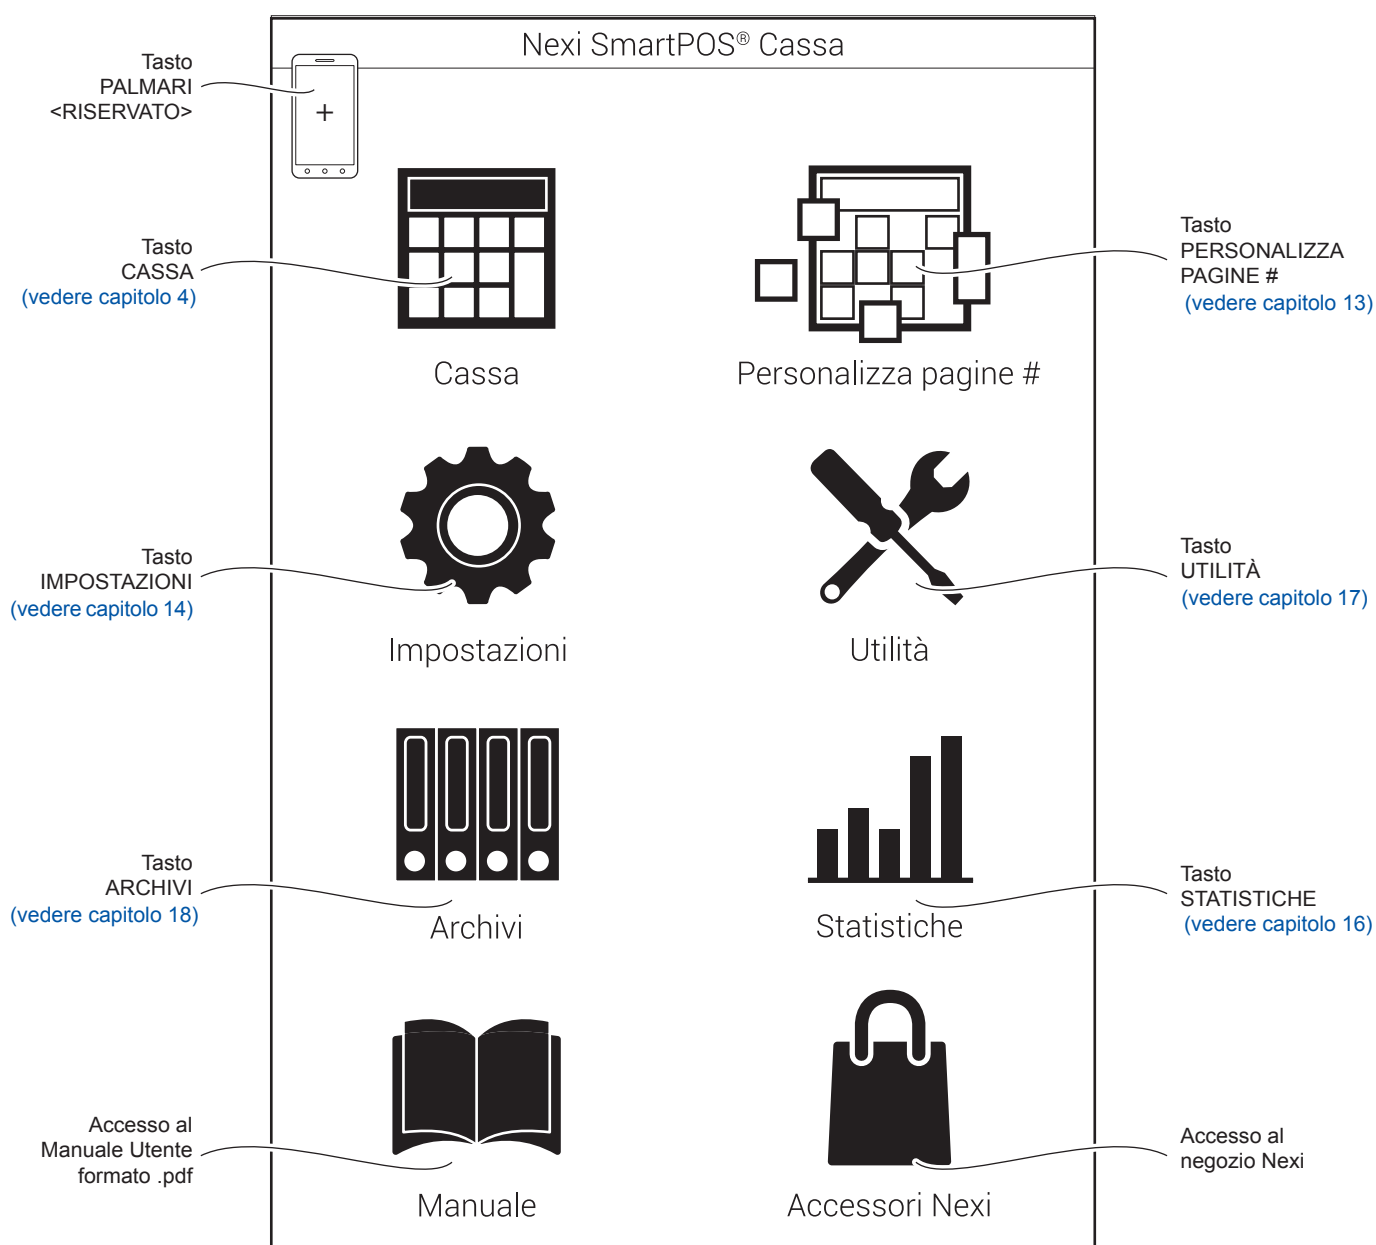 Nexi SmartPOS® Cassa
Tasto
PALMARI
<RISERVATO>
+
Tasto
CASSA
(vedere capitolo 4)
Tasto
PERSONALIZZA
PAGINE #
(vedere capitolo 13)
Cassa
Personalizza pagine #
Tasto
IMPOSTAZIONI
(vedere capitolo 14)
Tasto
UTILITÀ
(vedere capitolo 17)
Impostazioni
Utilità
Tasto
ARCHIVI
(vedere capitolo 18)
Tasto
STATISTICHE
(vedere capitolo 16)
Archivi
Statistiche
Accesso al
Manuale Utente
formato .pdf
Accesso al
negozio Nexi
Manuale
Accessori Nexi